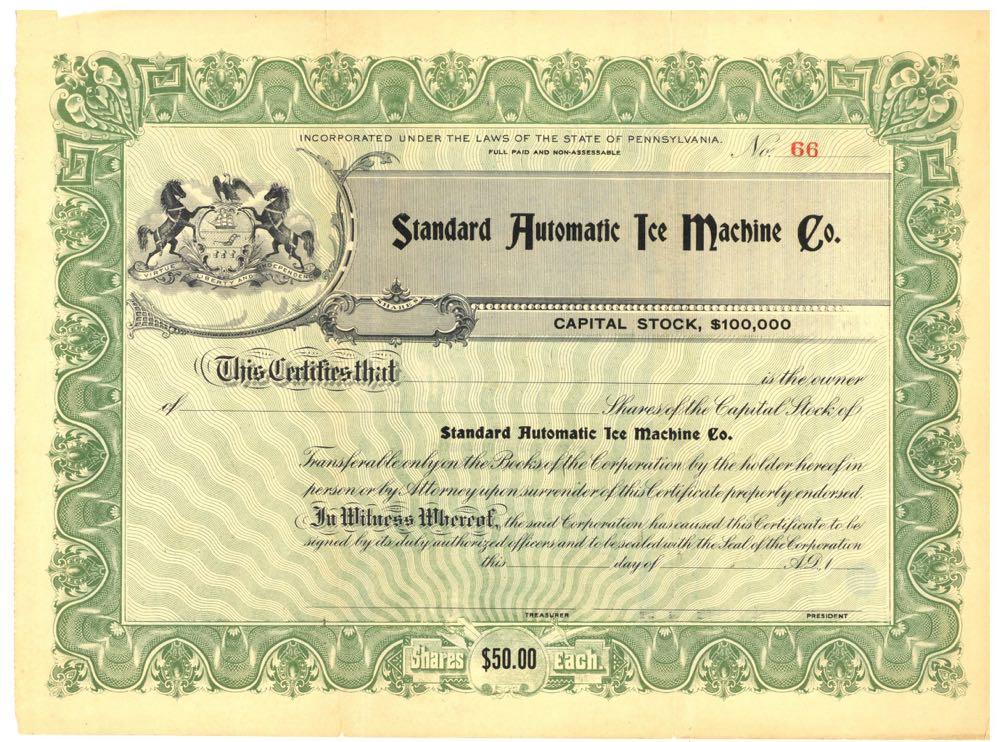 INCORPORATED UNDER THE LAWS OF THE STATE OF PENNSYLVANIA.
FULL PAID AND NON-ASSESSABLE
No. 66
Standard Automatic Ice Machine Co.
VIRTUE LIBERTY AND INDEPENDENCE
SHARES
CAPITAL STOCK, $100,000
This Certifies that is the owner
of Shares of the Capital Stock of
Standard Automatic Ice Machine Co.
Transferable only on the Books of the Corporation by the holder hereof in
person or by Attorney upon surrender of this Certificate properly endorsed.
In Witness Whereof, the said Corporation has caused this Certificate to be
signed by its duly authorized officers and to be sealed with the Seal of the Corporation
this day of A.D. 1
TREASURER PRESIDENT
Shares $50.00 Each.